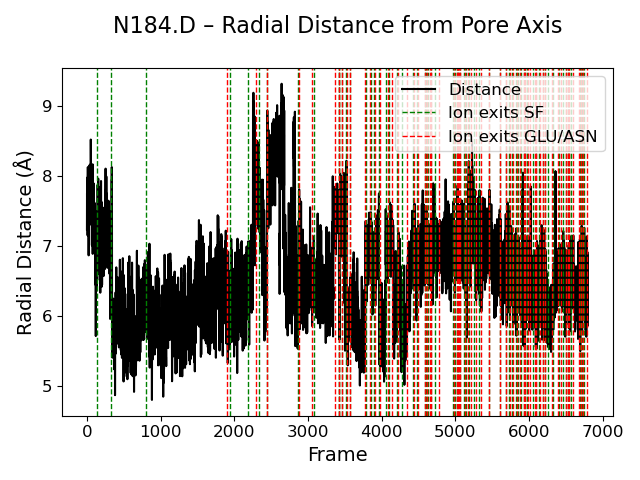 N184.D – Radial Distance from Pore Axis
Distance
Ion exits SF
Ion exits GLU/ASN
Radial Distance (Å)
9
8
7
6
5
0 1000 2000 3000 4000 5000 6000 7000
Frame